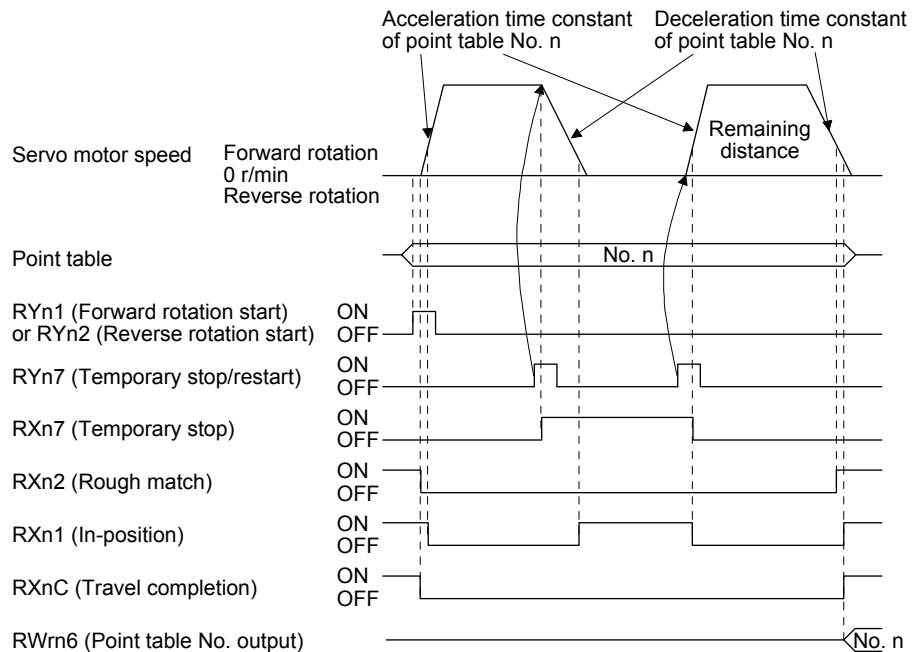 Acceleration time constant
of point table No. n
Deceleration time constant
of point table No. n
Servo motor speed
Forward rotation
0 r/min
Reverse rotation
Remaining
distance
Point table
No. n
RYn1 (Forward rotation start)
or RYn2 (Reverse rotation start)
ON
OFF
RYn7 (Temporary stop/restart)
ON
OFF
RXn7 (Temporary stop)
ON
OFF
RXn2 (Rough match)
ON
OFF
RXn1 (In-position)
ON
OFF
RXnC (Travel completion)
ON
OFF
RWrn6 (Point table No. output)
No. n